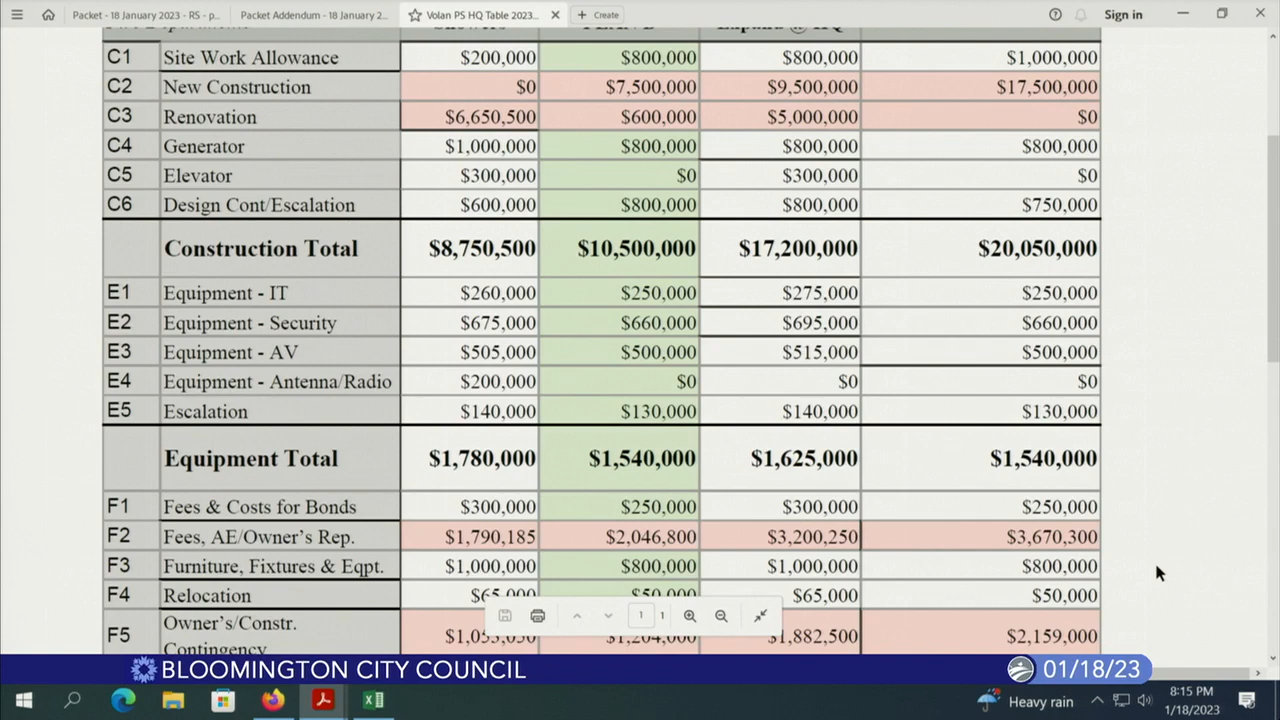 Packet - 18 January 2023 - RS - p...
Packet Addendum - 18 January 2...
Volan PS HQ Table 2023...
Create
Sign in
C1 Site Work Allowance $200,000 $800,000 $800,000 $1,000,000
C2 New Construction $0 $7,500,000 $9,500,000 $17,500,000
C3 Renovation $6,650,500 $600,000 $5,000,000 $0
C4 Generator $1,000,000 $800,000 $800,000 $800,000
C5 Elevator $300,000 $0 $300,000 $0
C6 Design Cont/Escalation $600,000 $800,000 $800,000 $750,000
Construction Total $8,750,500 $10,500,000 $17,200,000 $20,050,000
E1 Equipment - IT $260,000 $250,000 $275,000 $250,000
E2 Equipment - Security $675,000 $660,000 $695,000 $660,000
E3 Equipment - AV $505,000 $500,000 $515,000 $500,000
E4 Equipment - Antenna/Radio $200,000 $0 $0 $0
E5 Escalation $140,000 $130,000 $140,000 $130,000
Equipment Total $1,780,000 $1,540,000 $1,625,000 $1,540,000
F1 Fees & Costs for Bonds $300,000 $250,000 $300,000 $250,000
F2 Fees, AE/Owner's Rep. $1,790,185 $2,046,800 $3,200,250 $3,670,300
F3 Furniture, Fixtures & Eqpt. $1,000,000 $800,000 $1,000,000 $800,000
F4 Relocation $65,000 $50,000 $65,000 $50,000
F5 Owner's/Constr.
Contingency $1,882,500 $2,159,000
1 1
BLOOMINGTON CITY COUNCIL
01/18/23
Heavy rain
8:15 PM
1/18/2023